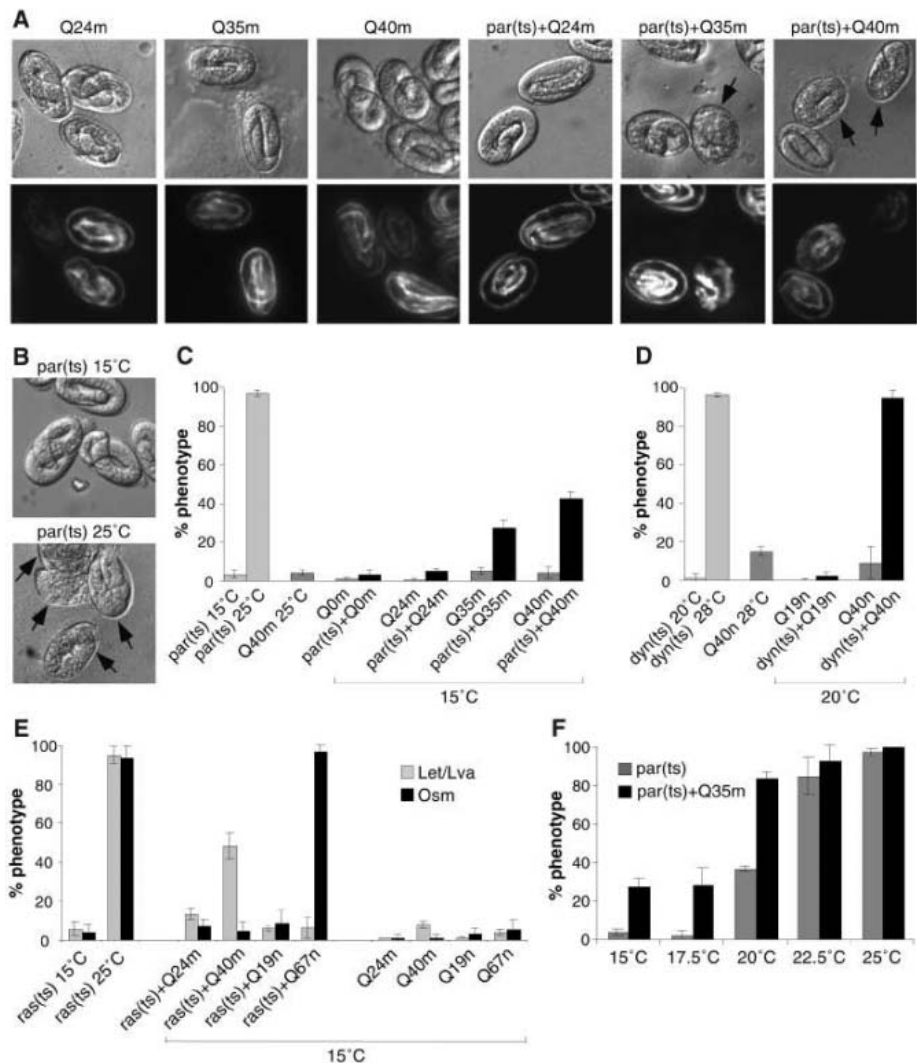 A
Q24m
Q35m
Q40m
par(ts)+Q24m
par(ts)+Q35m
par(ts)+Q40m
B
par(ts) 15˚C
par(ts) 25˚C
C
% phenotype
100
80
60
40
20
0
par(ts) 15˚C
par(ts) 25˚C
Q40m 25˚C
Q0m
par(ts)+Q0m
Q24m
par(ts)+Q24m
Q35m
par(ts)+Q35m
Q40m
par(ts)+Q40m
15˚C
D
% phenotype
100
80
60
40
20
0
dyn(ts) 20˚C
dyn(ts) 28˚C
Q40n 28˚C
Q19n
dyn(ts)+Q19n
Q40n
dyn(ts)+Q40n
20˚C
E
% phenotype
100
80
60
40
20
0
Let/Lva
Osm
ras(ts) 15˚C
ras(ts) 25˚C
ras(ts)+Q24m
ras(ts)+Q40m
ras(ts)+Q19n
ras(ts)+Q67n
Q24m
Q40m
Q19n
Q67n
15˚C
F
% phenotype
100
80
60
40
20
0
par(ts)
par(ts)+Q35m
15˚C
17.5˚C
20˚C
22.5˚C
25˚C